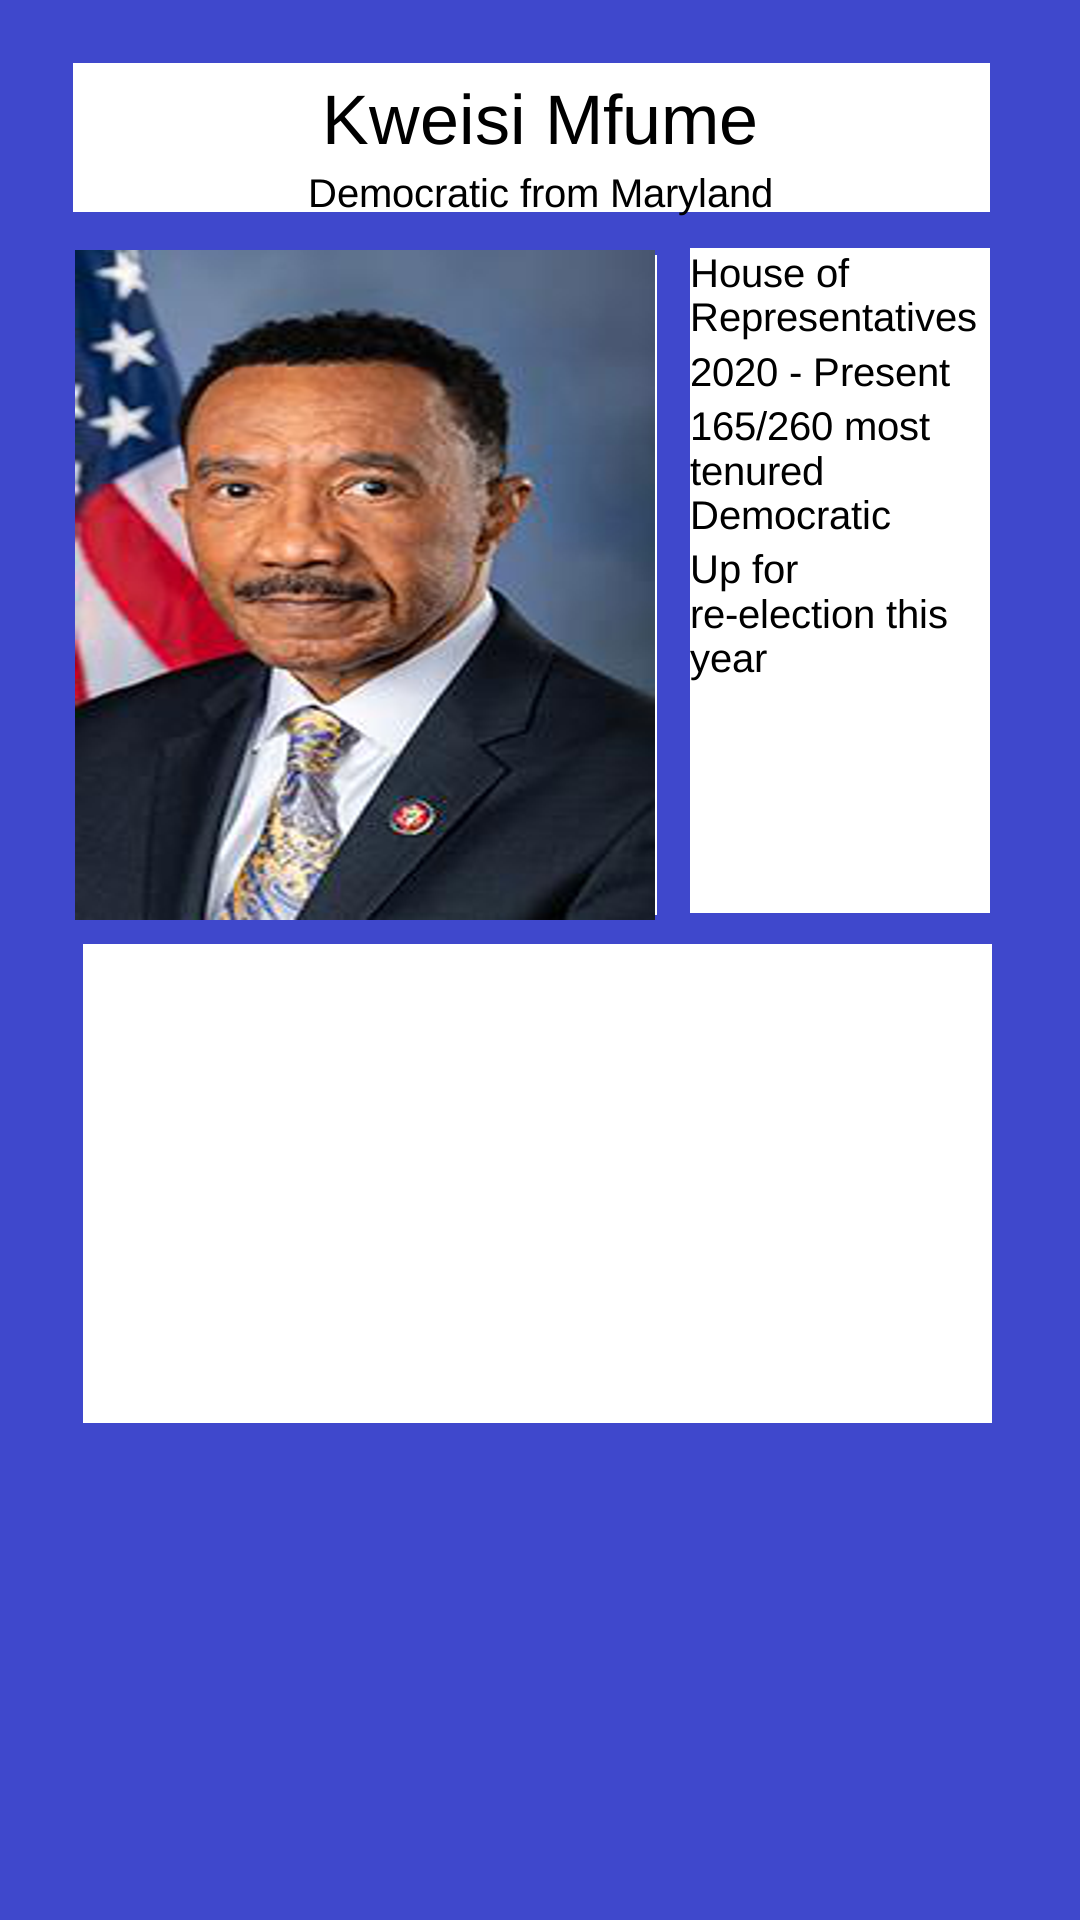 Kweisi Mfume
Democratic from Maryland
House of
Representatives
2020 - Present
165/260 most
tenured
Democratic
Up for
re-election this
year